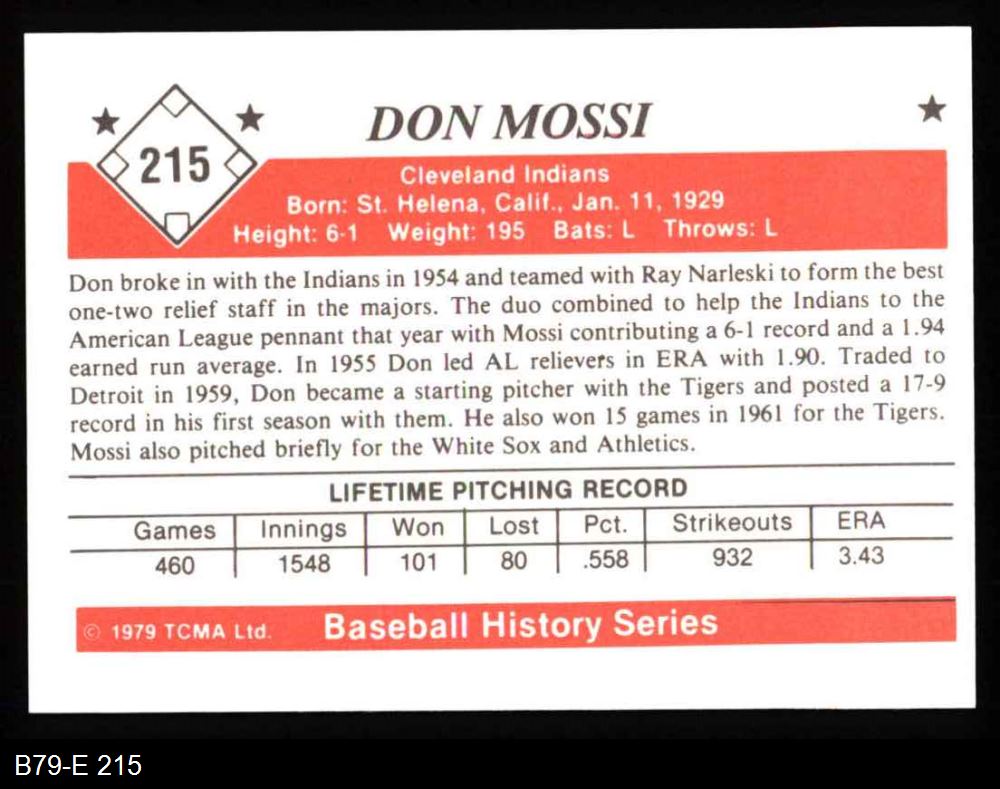 215
DON MOSSI
Cleveland Indians
Born: St. Helena, Calif., Jan. 11, 1929
Height: 6-1 Weight: 195 Bats: L Throws: L
Don broke in with the Indians in 1954 and teamed with Ray Narleski to form the best
one-two relief staff in the majors. The duo combined to help the Indians to the
American League pennant that year with Mossi contributing a 6-1 record and a 1.94
earned run average. In 1955 Don led AL relievers in ERA with 1.90. Traded to
Detroit in 1959, Don became a starting pitcher with the Tigers and posted a 17-9
record in his first season with them. He also won 15 games in 1961 for the Tigers.
Mossi also pitched briefly for the White Sox and Athletics.
LIFETIME PITCHING RECORD
Games Innings Won Lost Pct. Strikeouts ERA
460 1548 101 80 .558 932 3.43
© 1979 TCMA Ltd. Baseball History Series
B79-E 215